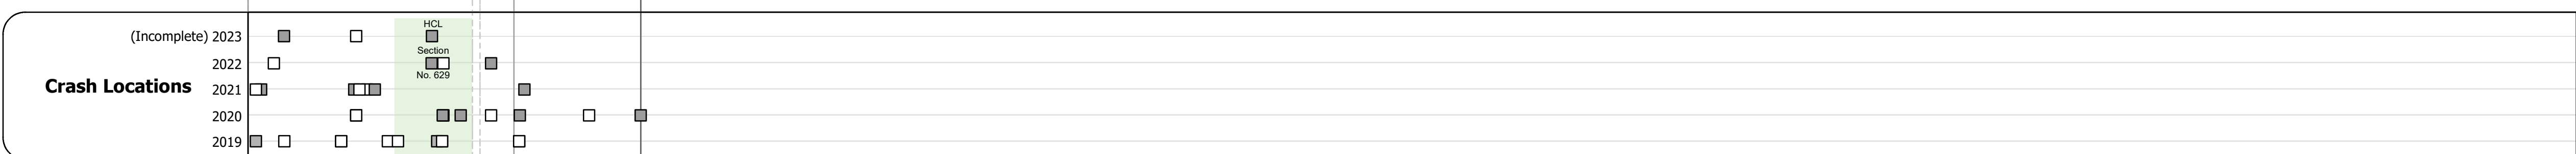 HCL
(Incomplete) 2023
Section
2022
No. 629
Crash Locations
2021
2020
2019